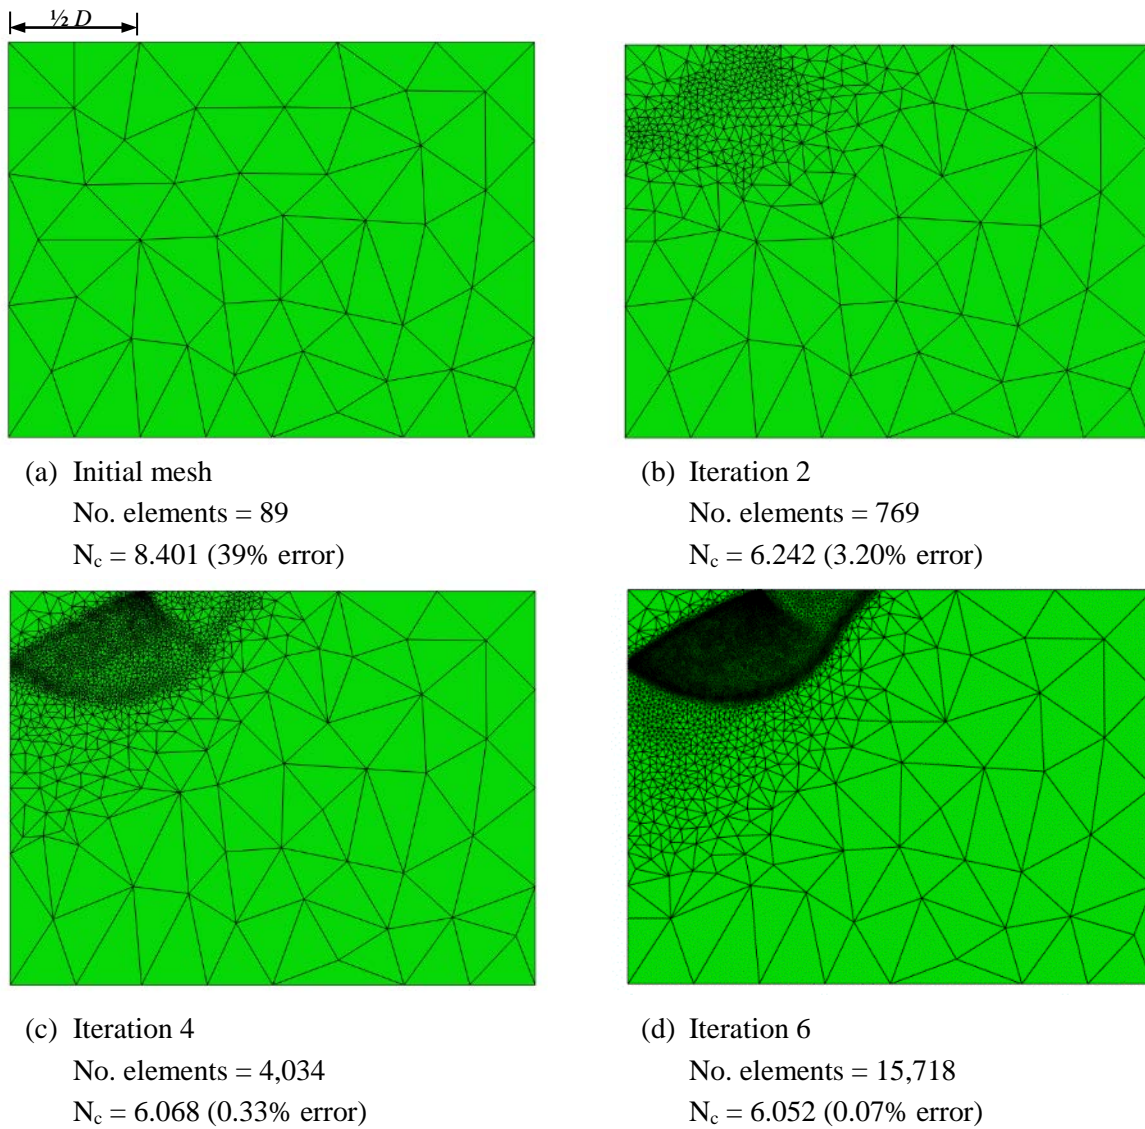 ½ D
(a) Initial mesh
No. elements = 89
N_c = 8.401 (39% error)
(b) Iteration 2
No. elements = 769
N_c = 6.242 (3.20% error)
(c) Iteration 4
No. elements = 4,034
N_c = 6.068 (0.33% error)
(d) Iteration 6
No. elements = 15,718
N_c = 6.052 (0.07% error)